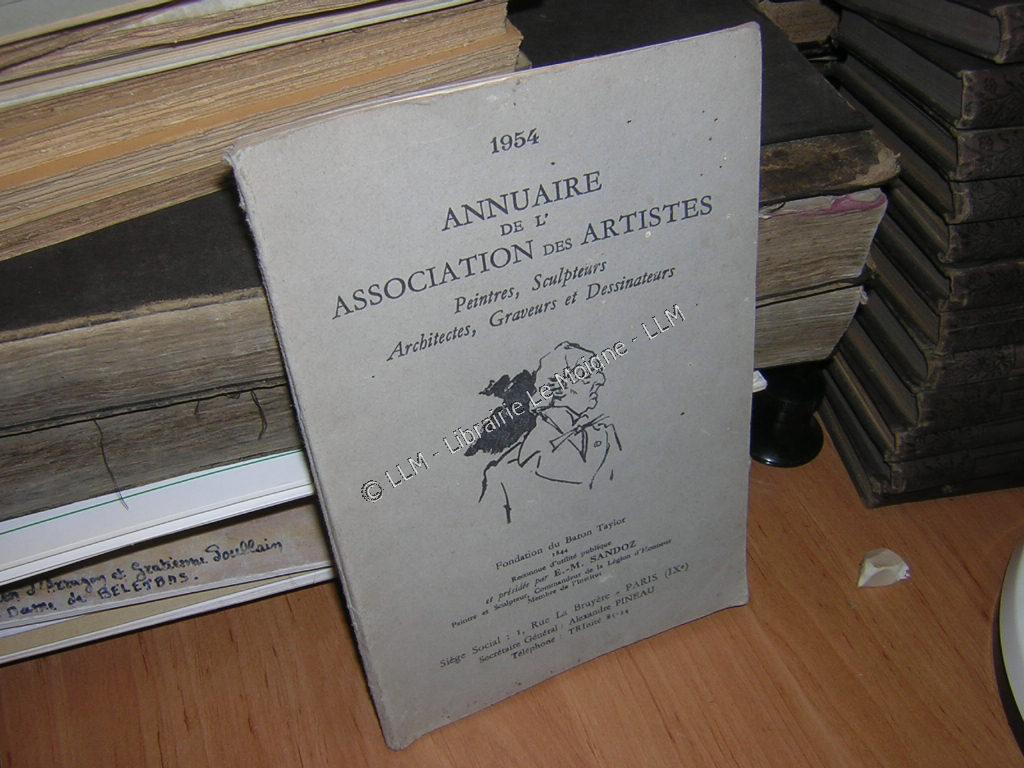 1954
ANNUAIRE
DE L'
ASSOCIATION DES ARTISTES
Peintres, Sculpteurs
Architectes, Graveurs et Dessinateurs
© LLM - Librairie Le Moigne - LLM
Fondation du Baron Taylor
1844
Reconnue d'utilité publique
et présidée par E.-M. SANDOZ
Peintre et Sculpteur, Commandeur de la Légion d'Honneur
Membre de l'Institut
Siège Social : 1, Rue La Bruyère - PARIS (IXe)
Secrétaire Général : Alexandre PINEAU
Téléphone : TRInité
d'Arragon et Gratienne
Dame de BELESBAS.